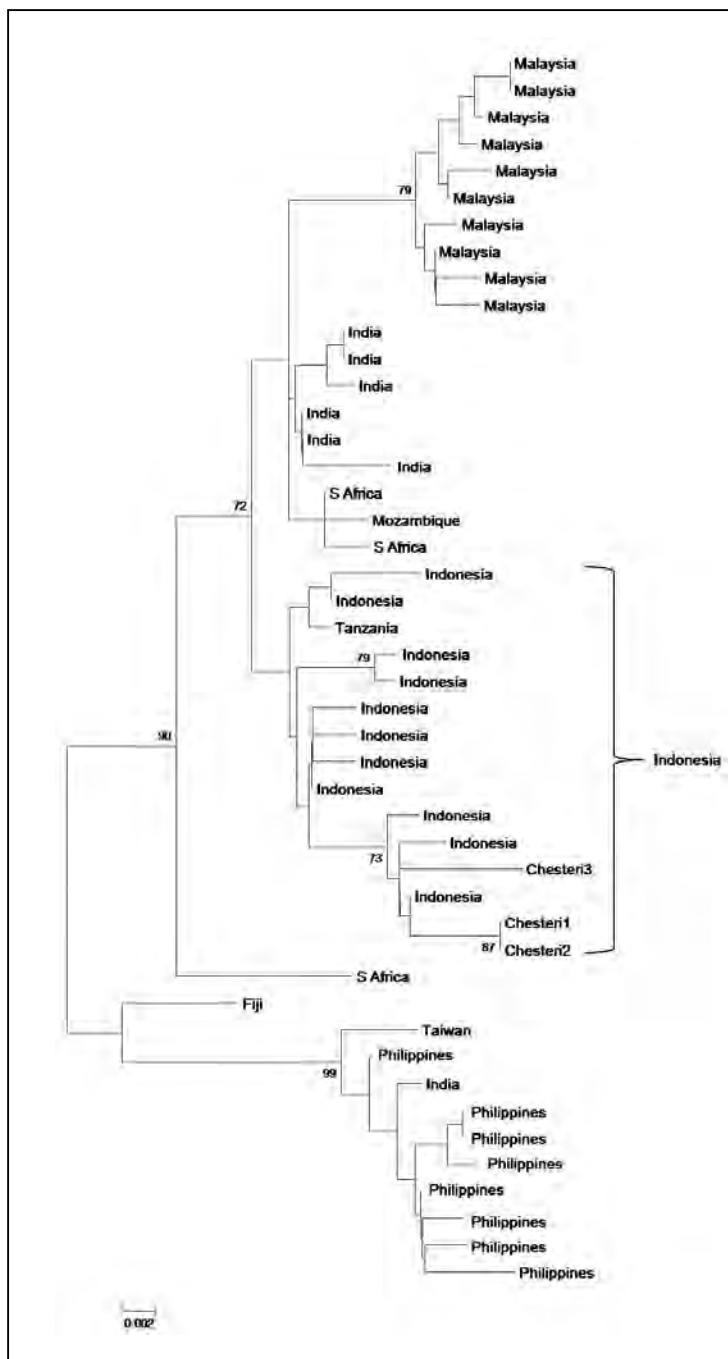 Malaysia
Malaysia
Malaysia
Malaysia
Malaysia
79
Malaysia
Malaysia
Malaysia
Malaysia
Malaysia
India
India
India
India
India
India
S Africa
72
Mozambique
S Africa
Indonesia
Indonesia
Tanzania
79
Indonesia
Indonesia
Indonesia
Indonesia
90
Indonesia
Indonesia
Indonesia
Indonesia
73
Indonesia
Chesteri3
Indonesia
Chesteri1
87
Chesteri2
S Africa
Fiji
Taiwan
Philippines
99
India
Philippines
Philippines
Philippines
Philippines
Philippines
Philippines
Philippines
0.002